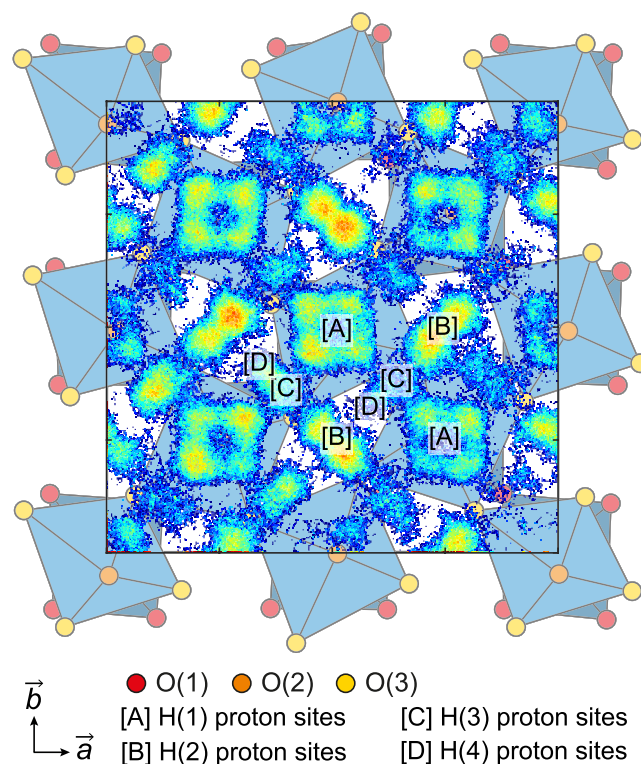 [A]
[B]
[D]
[C]
[C]
[D]
[B]
[A]
O(1) O(2) O(3)
b
[A] H(1) proton sites [C] H(3) proton sites
a
[B] H(2) proton sites [D] H(4) proton sites